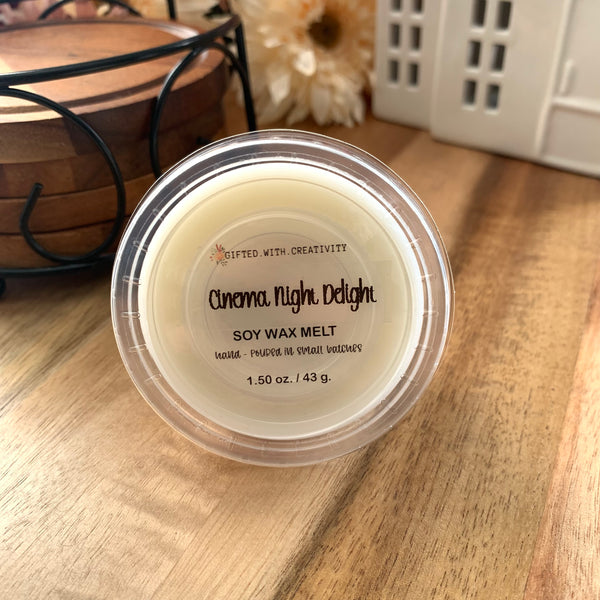 GIFTED.WITH.CREATIVITY
Cinema Night Delight
SOY WAX MELT
hand - poured in small batches
1.50 oz. / 43 g.